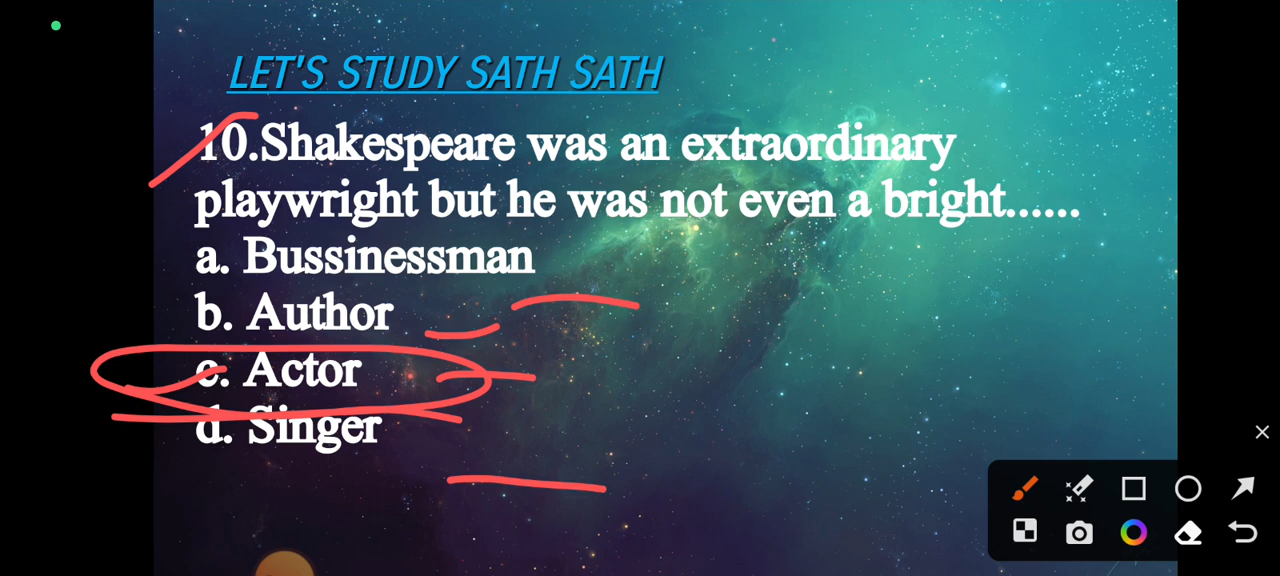 LET'S STUDY SATH SATH
10.Shakespeare was an extraordinary
playwright but he was not even a bright......
a. Bussinessman
b. Author
c. Actor
d. Singer